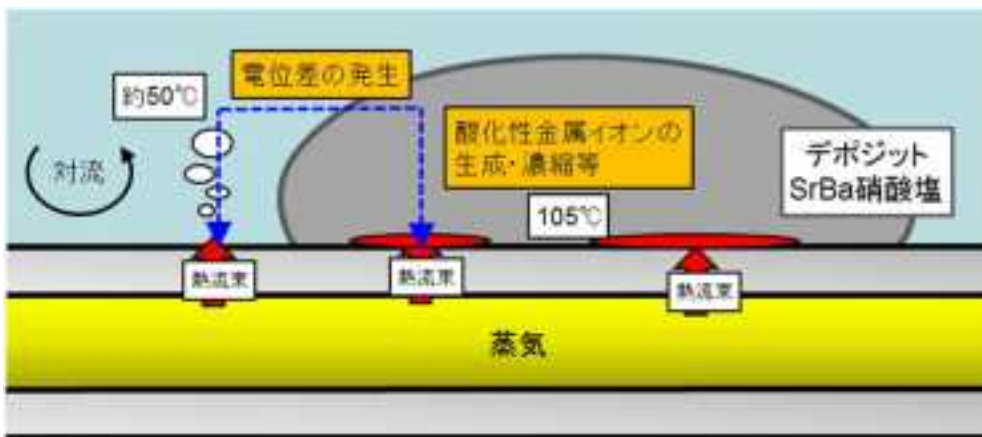 電位差の発生
約50℃
酸化性金属イオンの
生成・濃縮等
デポジット
SrBa硝酸塩
対流
105℃
熱流束
熱流束
熱流束
蒸気